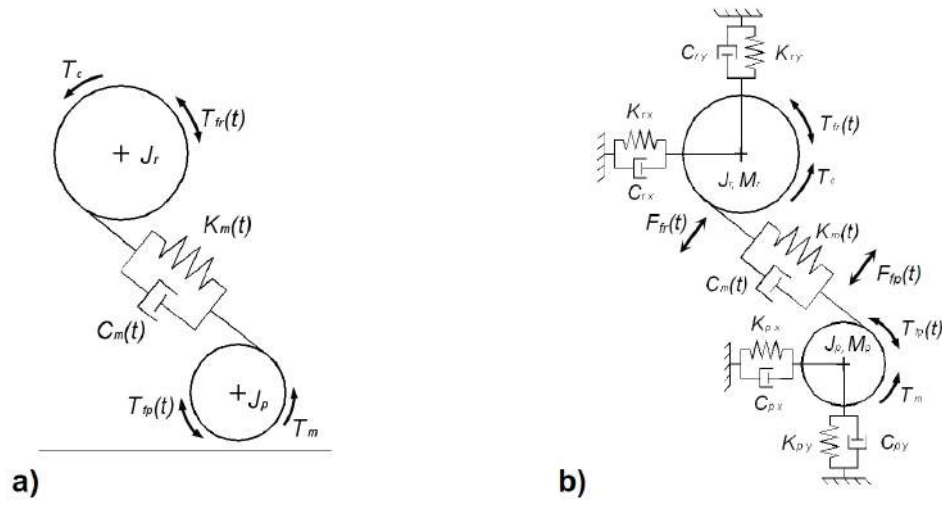 T_c
T_fr(t)
J_r
K_m(t)
C_m(t)
T_fp(t)
J_p
T_m
a)
C_ry
K_ry
K_rx
T_fr(t)
J_r, M_r
C_rx
T_c
F_fr(t)
K_m(t)
C_m(t)
F_fp(t)
K_px
T_fp(t)
J_p, M_p
C_px
T_m
K_py
C_py
b)